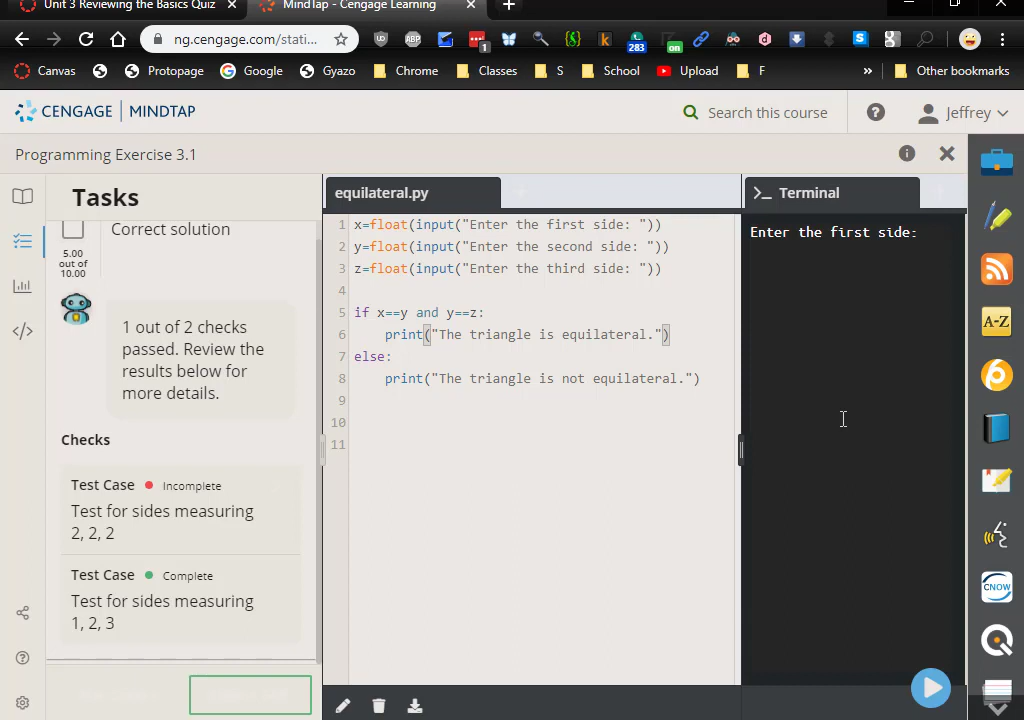 Unit 3 Reviewing the Basics Quiz
MindTap - Cengage Learning
ng.cengage.com/stati...
ABP
1
283
on
Canvas
Protopage
Google
Gyazo
Chrome
Classes
S
School
Upload
F
»
Other bookmarks
CENGAGE | MINDTAP
Search this course
Jeffrey
Programming Exercise 3.1
Tasks
Correct solution
5.00
out of
10.00
1 out of 2 checks
passed. Review the
results below for
more details.
Checks
Test Case Incomplete
Test for sides measuring
2, 2, 2
Test Case Complete
Test for sides measuring
1, 2, 3
equilateral.py
1 x=float(input("Enter the first side: "))
2 y=float(input("Enter the second side: "))
3 z=float(input("Enter the third side: "))
4
5 if x==y and y==z:
6 print("The triangle is equilateral.")
7 else:
8 print("The triangle is not equilateral.")
9
10
11
>_ Terminal
Enter the first side:
A-Z
CNOW